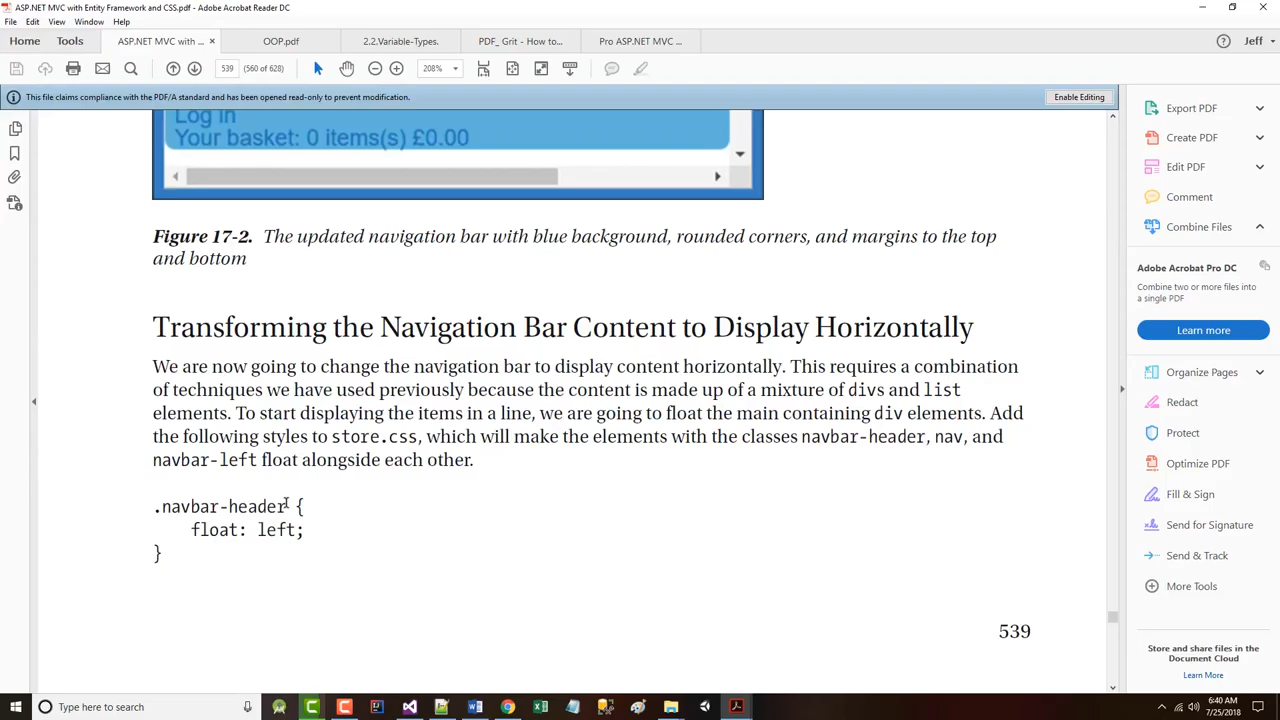 ASP.NET MVC with Entity Framework and CSS.pdf - Adobe Acrobat Reader DC
File Edit View Window Help
Home Tools ASP.NET MVC with ... × OOP.pdf 2.2.Variable-Types. PDF_ Grit - How to... Pro ASP.NET MVC ... Jeff
539 (560 of 628) 208%
This file claims compliance with the PDF/A standard and has been opened read-only to prevent modification. Enable Editing
Log in
Your basket: 0 items(s) £0.00
Figure 17-2. The updated navigation bar with blue background, rounded corners, and margins to the top
and bottom
Transforming the Navigation Bar Content to Display Horizontally
We are now going to change the navigation bar to display content horizontally. This requires a combination
of techniques we have used previously because the content is made up of a mixture of divs and list
elements. To start displaying the items in a line, we are going to float the main containing div elements. Add
the following styles to store.css, which will make the elements with the classes navbar-header, nav, and
navbar-left float alongside each other.
.navbar-header {
float: left;
}
539
Export PDF
Create PDF
Edit PDF
Comment
Combine Files
Adobe Acrobat Pro DC
Combine two or more files into
a single PDF
Learn more
Organize Pages
Redact
Protect
Optimize PDF
Fill & Sign
Send for Signature
Send & Track
More Tools
Store and share files in the
Document Cloud
Learn More
Type here to search
6:40 AM
7/25/2018